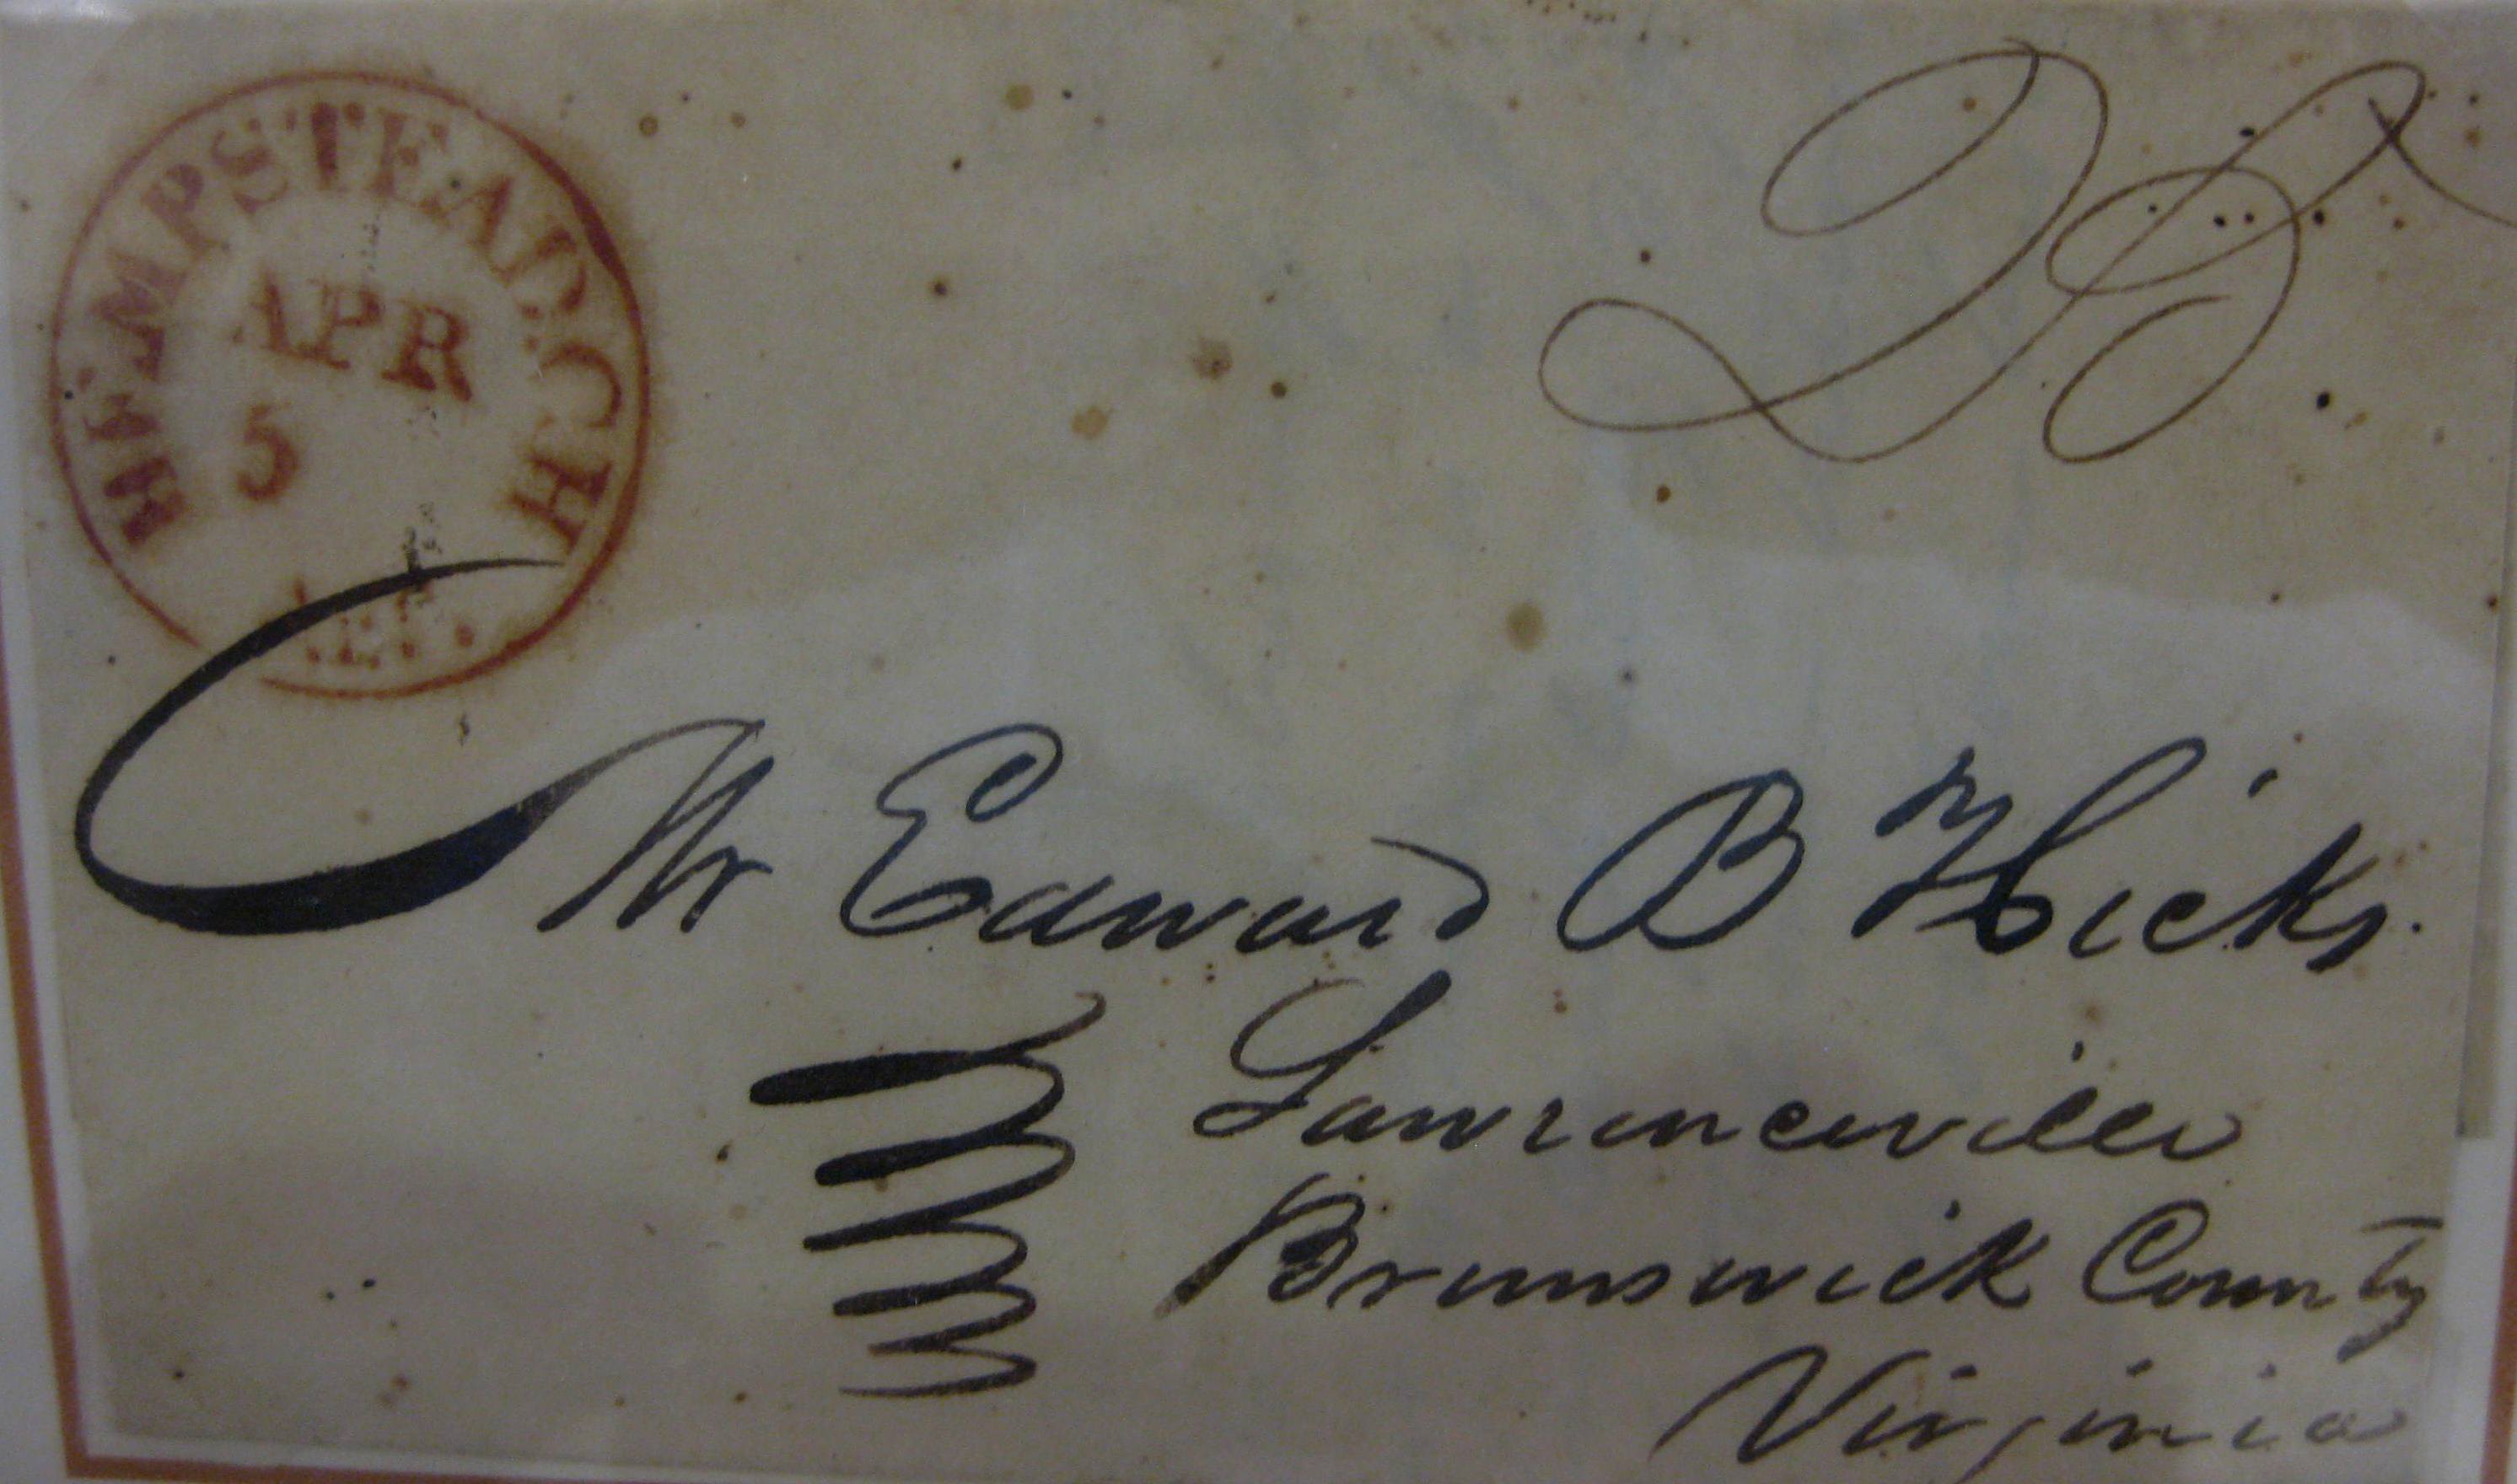 HEMPSTEAD.C.H
APR
5
25
Mr Edward B Hicks.
Lawrenceville
Brunswick County
Virginia